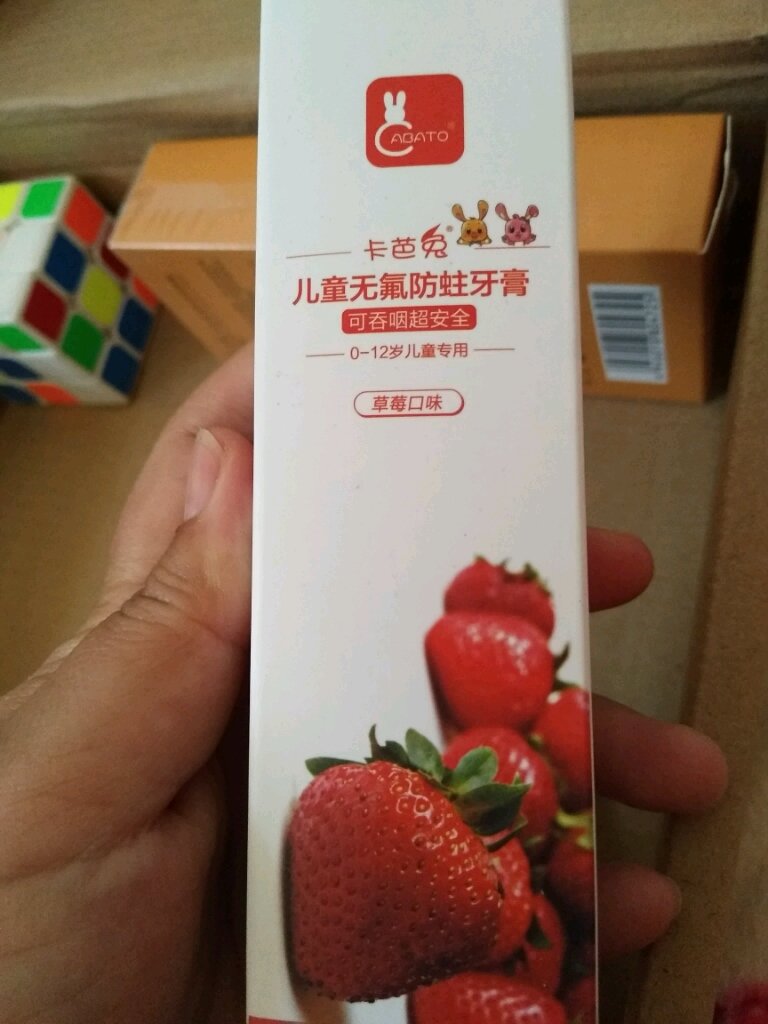 CABATO
卡芭兔
儿童无氟防蛀牙膏
可吞咽超安全
0-12岁儿童专用
草莓口味